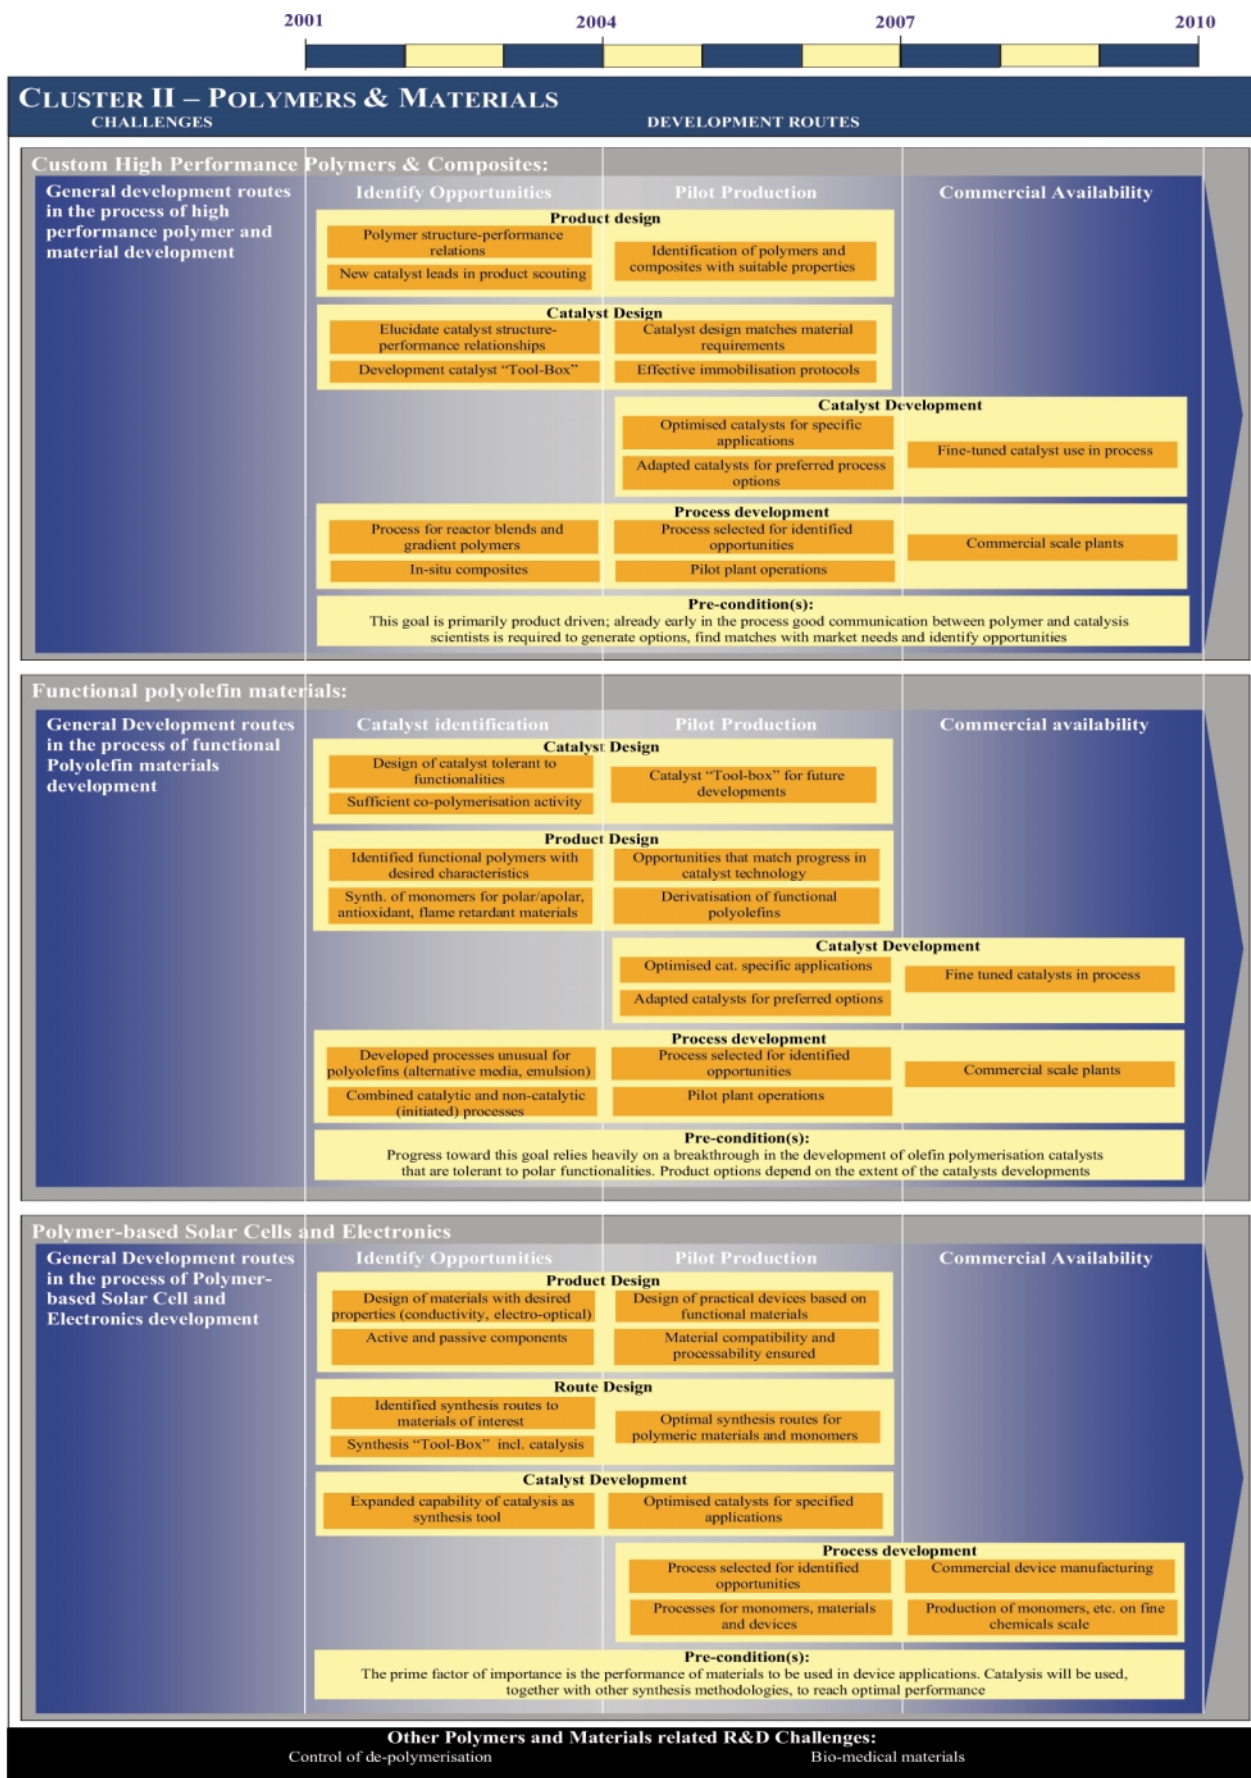 2001
2004
2007
2010
CLUSTER II – POLYMERS & MATERIALS
CHALLENGES
DEVELOPMENT ROUTES
Custom High Performance Polymers & Composites:
General development routes
in the process of high
performance polymer and
material development
Identify Opportunities
Pilot Production
Commercial Availability
Product design
Polymer structure-performance
relations
New catalyst leads in product scouting
Identification of polymers and
composites with suitable properties
Catalyst Design
Elucidate catalyst structure-
performance relationships
Development catalyst “Tool-Box”
Catalyst design matches material
requirements
Effective immobilisation protocols
Catalyst Development
Optimised catalysts for specific
applications
Adapted catalysts for preferred process
options
Fine-tuned catalyst use in process
Process development
Process for reactor blends and
gradient polymers
In-situ composites
Process selected for identified
opportunities
Pilot plant operations
Commercial scale plants
Pre-condition(s):
This goal is primarily product driven; already early in the process good communication between polymer and catalysis
scientists is required to generate options, find matches with market needs and identify opportunities
Functional polyolefin materials:
General Development routes
in the process of functional
Polyolefin materials
development
Catalyst identification
Pilot Production
Commercial availability
Catalyst Design
Design of catalyst tolerant to
functionalities
Sufficient co-polymerisation activity
Catalyst “Tool-box” for future
developments
Product Design
Identified functional polymers with
desired characteristics
Synth. of monomers for polar/apolar,
antioxidant, flame retardant materials
Opportunities that match progress in
catalyst technology
Derivatisation of functional
polyolefins
Catalyst Development
Optimised cat. specific applications
Adapted catalysts for preferred options
Fine tuned catalysts in process
Process development
Developed processes unusual for
polyolefins (alternative media, emulsion)
Combined catalytic and non-catalytic
(initiated) processes
Process selected for identified
opportunities
Pilot plant operations
Commercial scale plants
Pre-condition(s):
Progress toward this goal relies heavily on a breakthrough in the development of olefin polymerisation catalysts
that are tolerant to polar functionalities. Product options depend on the extent of the catalysts developments
Polymer-based Solar Cells and Electronics
General Development routes
in the process of Polymer-
based Solar Cell and
Electronics development
Identify Opportunities
Pilot Production
Commercial Availability
Product Design
Design of materials with desired
properties (conductivity, electro-optical)
Active and passive components
Design of practical devices based on
functional materials
Material compatibility and
processability ensured
Route Design
Identified synthesis routes to
materials of interest
Synthesis “Tool-Box” incl. catalysis
Optimal synthesis routes for
polymeric materials and monomers
Catalyst Development
Expanded capability of catalysis as
synthesis tool
Optimised catalysts for specified
applications
Process development
Process selected for identified
opportunities
Processes for monomers, materials
and devices
Commercial device manufacturing
Production of monomers, etc. on fine
chemicals scale
Pre-condition(s):
The prime factor of importance is the performance of materials to be used in device applications. Catalysis will be used,
together with other synthesis methodologies, to reach optimal performance
Other Polymers and Materials related R&D Challenges:
Control of de-polymerisation
Bio-medical materials